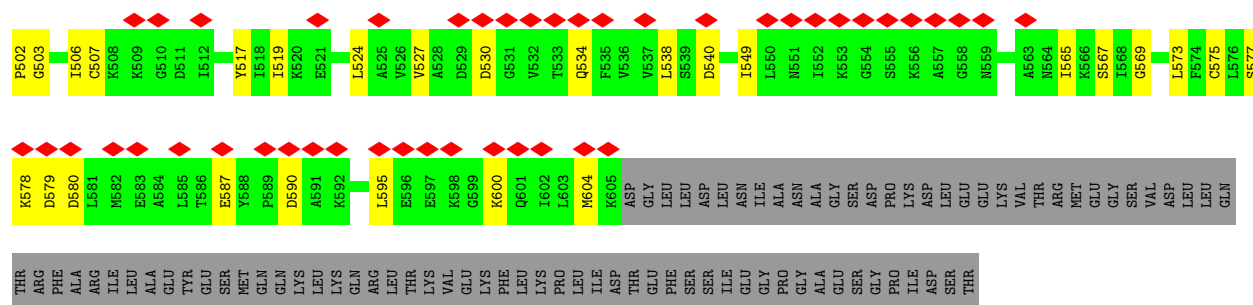 P502 G503 I506 C507 K508 K509 G510 D511 I512 Y517 I518 I519 K520 E521 L524 A525 V526 V527 A528 D529 D530 G531 V532 T533 Q534 F535 V536 V537 L538 S539 D540 I549 L550 N551 I552 K553 G554 S555 K556 A557 G558 N559 A563 N564 I565 K566 S567 I568 G569 L573 F574 C575 L576 S577
K578 D579 D580 L581 M582 E583 A584 L585 T586 E587 Y588 P589 D590 A591 K592 L595 E596 E597 K598 G599 K600 Q601 I602 L603 M604 K605 ASP GLY LEU LEU ASP LEU ASN ILE ALA ASN ALA GLY SER ASP PRO LYS ASP LEU GLU GLU LYS VAL THR ARG MET GLU GLY SER VAL ASP LEU LEU GLN
THR ARG PHE ALA ARG ILE LEU ALA GLU TYR GLU SER MET GLN GLN LYS LEU LYS GLN ARG LEU THR LYS VAL GLU LYS PHE LEU LYS PRO LEU ILE ASP THR GLU PHE SER SER ILE GLU GLY PRO GLY ALA GLU SER GLY PRO ILE ASP SER THR